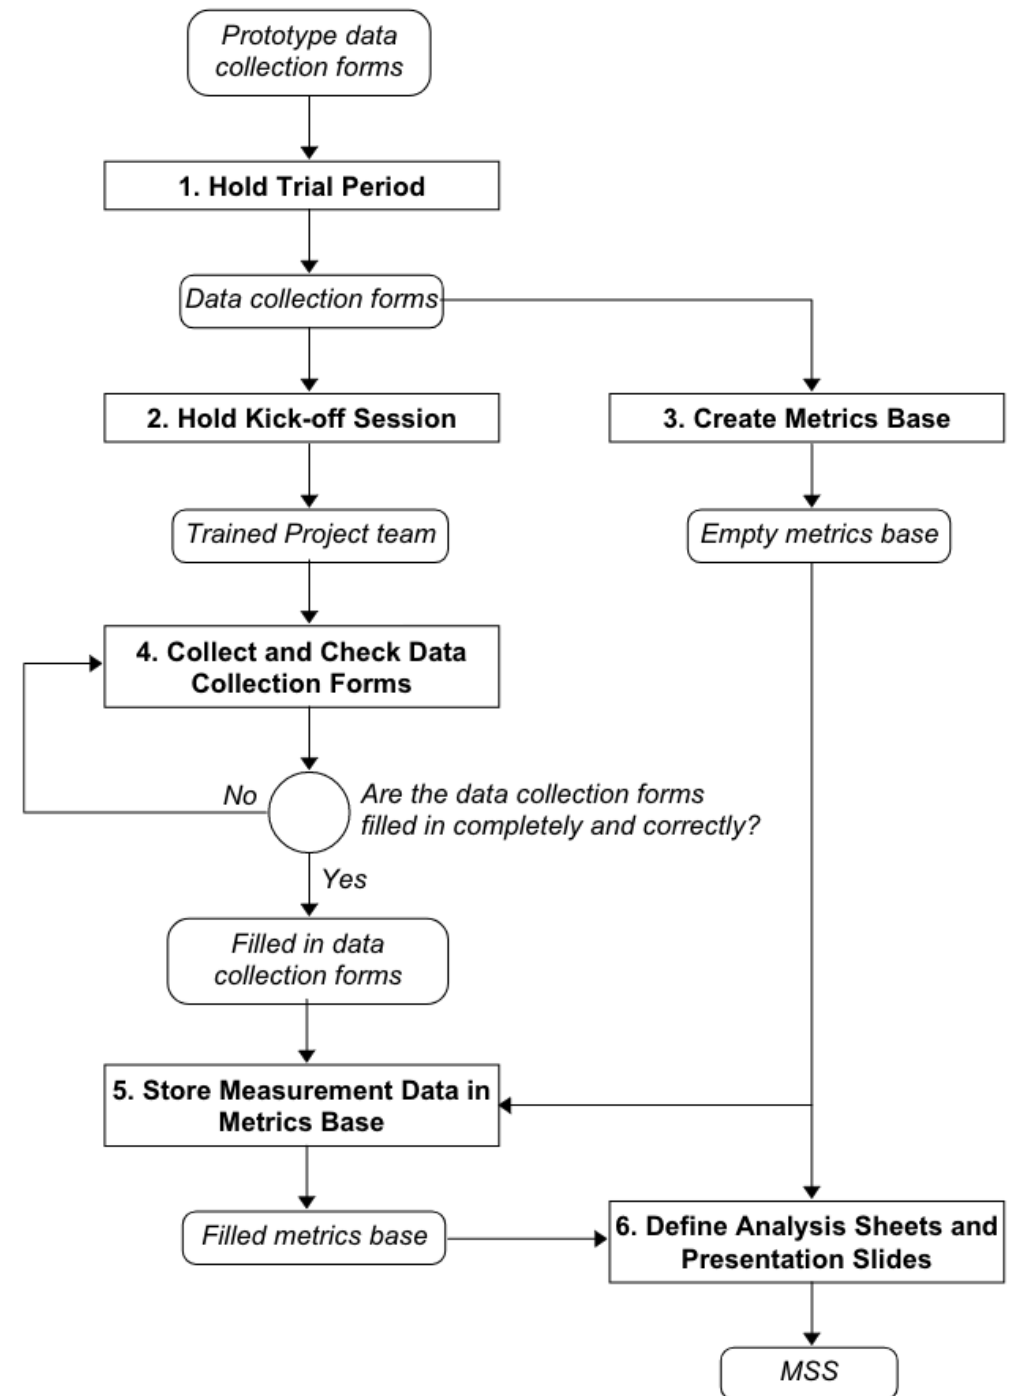 Prototype data
collection forms
1. Hold Trial Period
Data collection forms
2. Hold Kick-off Session
3. Create Metrics Base
Trained Project team
Empty metrics base
4. Collect and Check Data
Collection Forms
No
Are the data collection forms
filled in completely and correctly?
Yes
Filled in data
collection forms
5. Store Measurement Data in
Metrics Base
Filled metrics base
6. Define Analysis Sheets and
Presentation Slides
MSS